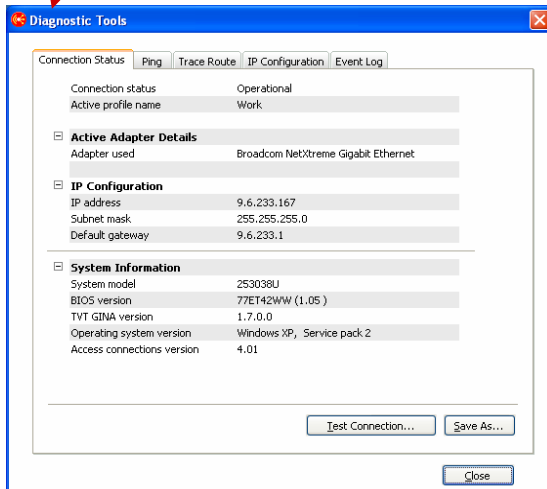 Diagnostic Tools
Connection Status Ping Trace Route IP Configuration Event Log
Connection status Operational
Active profile name Work
Active Adapter Details
Adapter used Broadcom NetXtreme Gigabit Ethernet
IP Configuration
IP address 9.6.233.167
Subnet mask 255.255.255.0
Default gateway 9.6.233.1
System Information
System model 253038U
BIOS version 77ET42WW (1.05 )
TVT GINA version 1.7.0.0
Operating system version Windows XP, Service pack 2
Access connections version 4.01
Test Connection... Save As...
Close